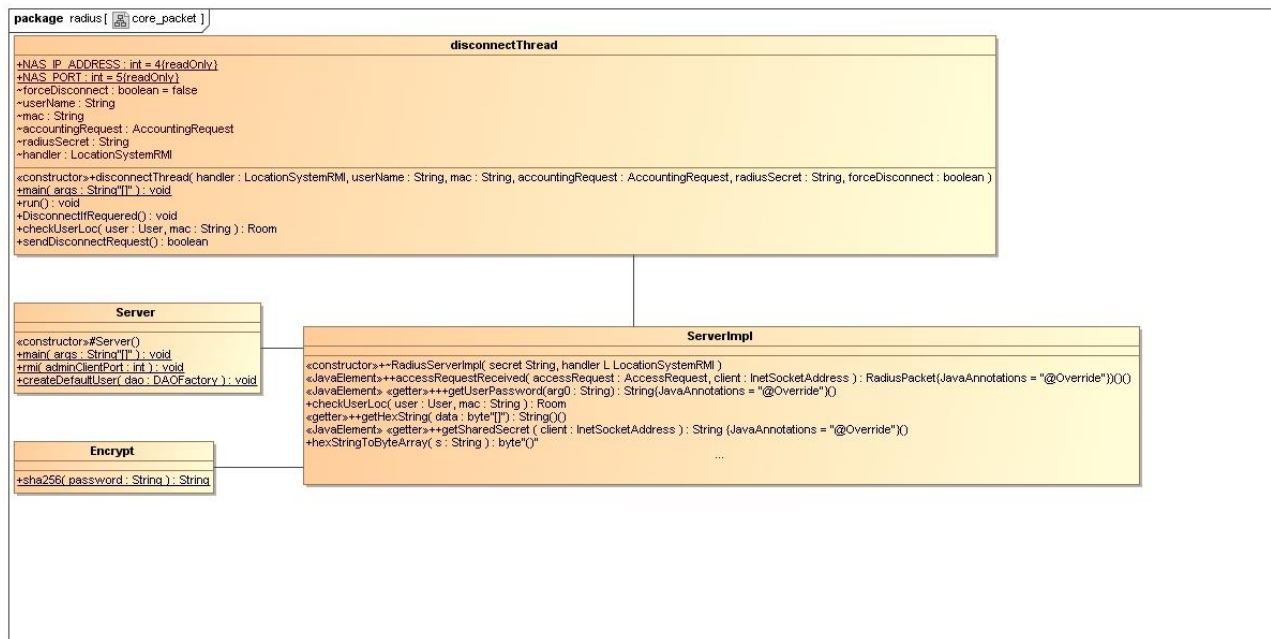 package radius [ core_packet ]
disconnectThread
+NAS_IP_ADDRESS : int = 4{readOnly}
+NAS_PORT : int = 5{readOnly}
~forceDisconnect : boolean = false
~userName : String
~mac : String
~accountingRequest : AccountingRequest
~radiusSecret : String
~handler : LocationSystemRMI
«constructor»+disconnectThread( handler : LocationSystemRMI, userName : String, mac : String, accountingRequest : AccountingRequest, radiusSecret : String, forceDisconnect : boolean )
+main( args : String"[]" ) : void
+run() : void
+DisconnectIfRequered() : void
+checkUserLoc( user : User, mac : String ) : Room
+sendDisconnectRequest() : boolean
Server
«constructor»#Server()
+main( args : String"[]" ) : void
+rmi( adminClientPort : int ) : void
+createDefaultUser( dao : DAOFactory ) : void
ServerImpl
«constructor»+~RadiusServerImpl( secret String, handler L LocationSystemRMI )
«JavaElement»++accessRequestReceived( accessRequest : AccessRequest, client : InetSocketAddress ) : RadiusPacket{JavaAnnotations = "@Override"})()()
«JavaElement» «getter»+++getUserPassword(arg0 : String) : String{JavaAnnotations = "@Override"}()
+checkUserLoc( user : User, mac : String ) : Room
«getter»++getHexString( data : byte"[]") : String()()
«JavaElement» «getter»++getSharedSecret ( client : InetSocketAddress ) : String {JavaAnnotations = "@Override"}()
+hexStringToByteArray( s : String ) : byte"()"
...
Encrypt
+sha256( password : String ) : String